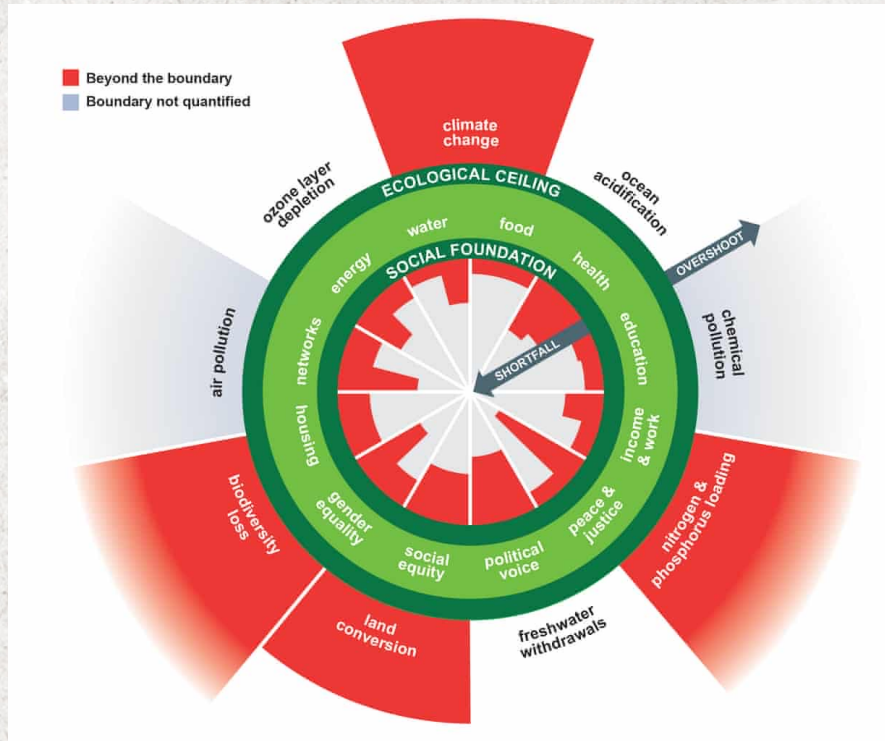 Beyond the boundary
Boundary not quantified
climate
change
ozone layer
depletion
ECOLOGICAL CEILING
ocean
acidification
OVERSHOOT
water
food
energy
health
SOCIAL FOUNDATION
SHORTFALL
networks
education
air pollution
chemical
pollution
housing
income
& work
gender
equality
peace &
justice
social
equity
political
voice
biodiversity
loss
nitrogen &
phosphorus loading
land
conversion
freshwater
withdrawals